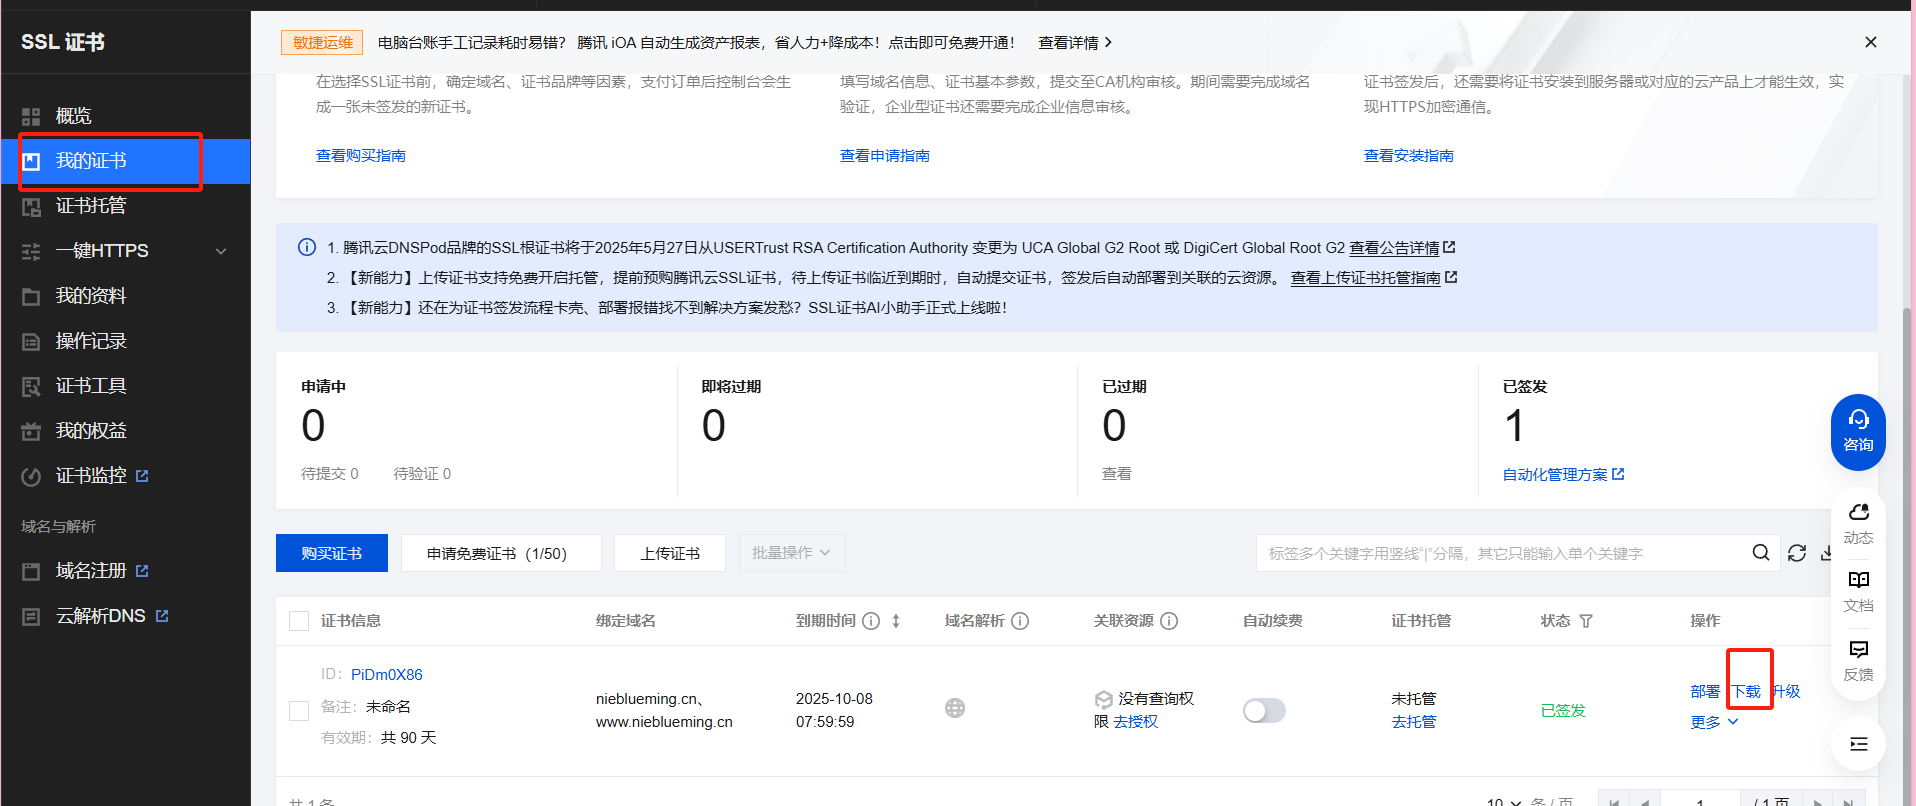 SSL 证书
概览
我的证书
证书托管
一键HTTPS
我的资料
操作记录
证书工具
我的权益
证书监控
域名与解析
域名注册
云解析DNS
敏捷运维 电脑台账手工记录耗时易错？ 腾讯 iOA 自动生成资产报表，省人力+降成本！点击即可免费开通！ 查看详情
在选择SSL证书前，确定域名、证书品牌等因素，支付订单后控制台会生
成一张未签发的新证书。
查看购买指南
填写域名信息、证书基本参数，提交至CA机构审核。期间需要完成域名
验证，企业型证书还需要完成企业信息审核。
查看申请指南
证书签发后，还需要将证书安装到服务器或对应的云产品上才能生效，实
现HTTPS加密通信。
查看安装指南
1. 腾讯云DNSPod品牌的SSL根证书将于2025年5月27日从USERTrust RSA Certification Authority 变更为 UCA Global G2 Root 或 DigiCert Global Root G2 查看公告详情
2. 【新能力】上传证书支持免费开启托管，提前预购腾讯云SSL证书，待上传证书临近到期时，自动提交证书，签发后自动部署到关联的云资源。 查看上传证书托管指南
3. 【新能力】还在为证书签发流程卡壳、部署报错找不到解决方案发愁？SSL证书AI小助手正式上线啦！
申请中
0
待提交 0 待验证 0
即将过期
0
已过期
0
查看
已签发
1
自动化管理方案
购买证书 申请免费证书（1/50） 上传证书 批量操作
标签多个关键字用竖线“|”分隔，其它只能输入单个关键字
证书信息 绑定域名 到期时间 域名解析 关联资源 自动续费 证书托管 状态 操作
ID： PiDm0X86
备注： 未命名
有效期： 共 90 天
nieblueming.cn、
www.nieblueming.cn
2025-10-08
07:59:59
没有查询权
限 去授权
未托管
去托管
已签发
部署 下载 升级
更多
共 1 条
10 条 / 页 1 / 1 页
咨询
动态
文档
反馈